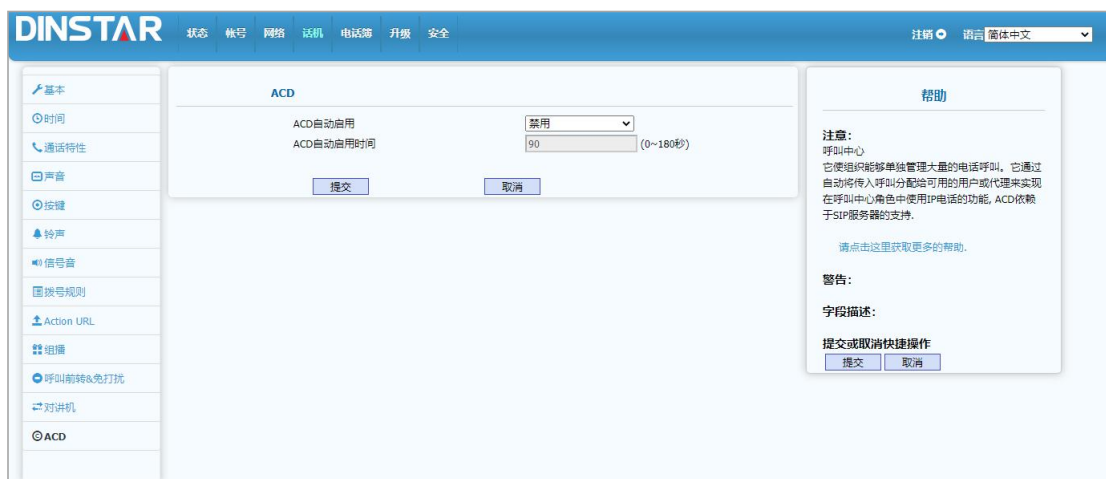 DINSTAR
状态 帐号 网络 话机 电话簿 升级 安全
注销 语言 简体中文
基本
时间
通话特性
声音
按键
铃声
信号音
拨号规则
Action URL
组播
呼叫前转&免打扰
对讲机
ACD
ACD
ACD自动启用 禁用
ACD自动启用时间 90 (0~180秒)
提交 取消
帮助
注意：
呼叫中心
它使组织能够单独管理大量的电话呼叫。它通过
自动将传入呼叫分配给可用的用户或代理来实现
在呼叫中心角色中使用IP电话的功能, ACD依赖
于SIP服务器的支持.
请点击这里获取更多的帮助.
警告：
字段描述：
提交或取消快捷操作
提交 取消